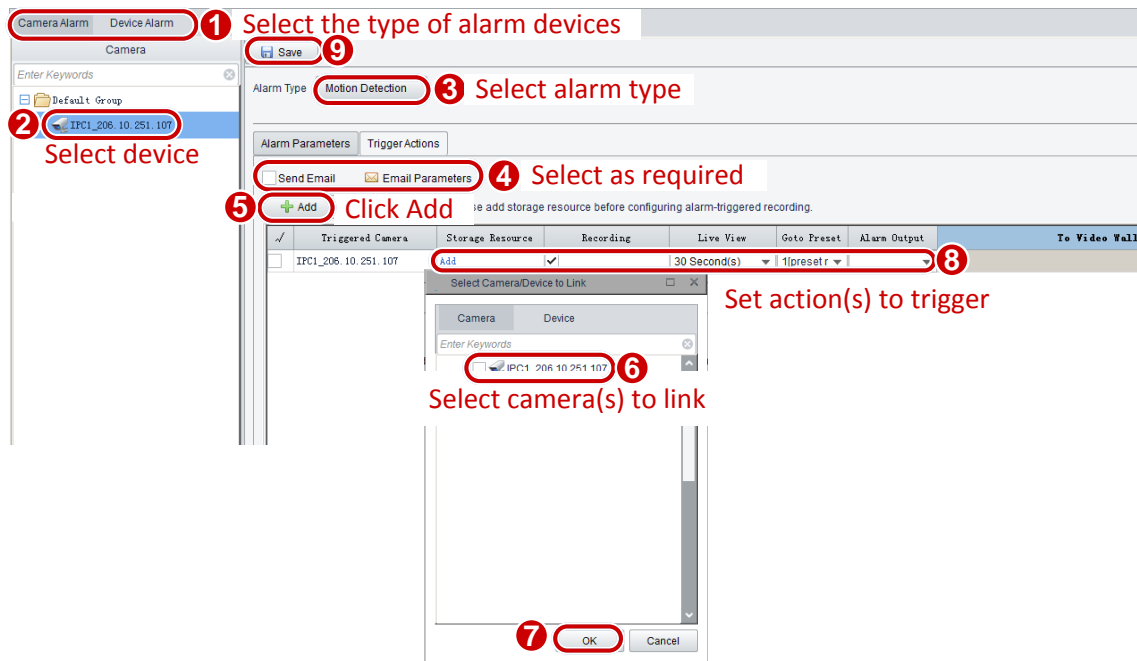 Camera Alarm Device Alarm 1 Select the type of alarm devices
Camera
Save 9
Enter Keywords
Alarm Type Motion Detection 3 Select alarm type
Default Group
2 IPC1_206.10.251.107
Select device
Alarm Parameters Trigger Actions
Send Email Email Parameters 4 Select as required
5 Add Click Add add storage resource before configuring alarm-triggered recording.
Triggered Camera Storage Resource Recording Live View Goto Preset Alarm Output To Video Wall
IPC1_206.10.251.107 Add 30 Second(s) 1[preset r 8
Select Camera/Device to Link
Set action(s) to trigger
Camera Device
Enter Keywords
IPC1_206.10.251.107 6
Select camera(s) to link
7 OK Cancel